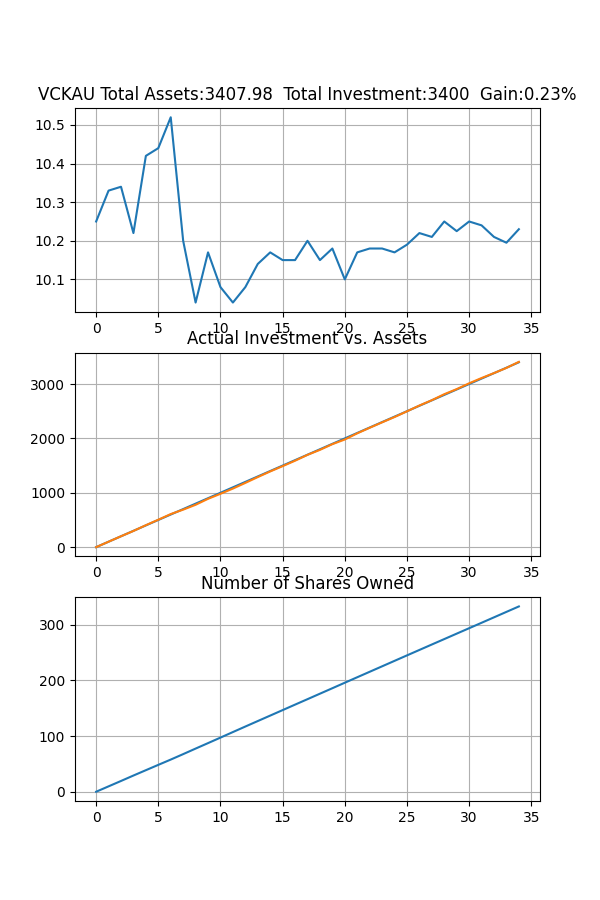 VCKAU Total Assets:3407.98  Total Investment:3400  Gain:0.23%
10.5
10.4
10.3
10.2
10.1
0 5 10 15 20 25 30 35
Actual Investment vs. Assets
3000
2000
1000
0
0 5 10 15 20 25 30 35
Number of Shares Owned
300
200
100
0
0 5 10 15 20 25 30 35